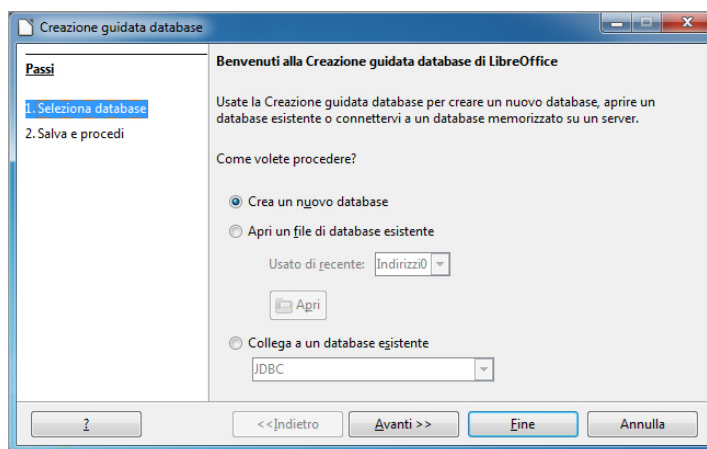 Creazione guidata database
Passi
1. Seleziona database
2. Salva e procedi
Benvenuti alla Creazione guidata database di LibreOffice
Usate la Creazione guidata database per creare un nuovo database, aprire un
database esistente o connettervi a un database memorizzato su un server.
Come volete procedere?
Crea un nuovo database
Apri un file di database esistente
Usato di recente: Indirizzi0
Apri
Collega a un database esistente
JDBC
? <<Indietro Avanti >> Fine Annulla